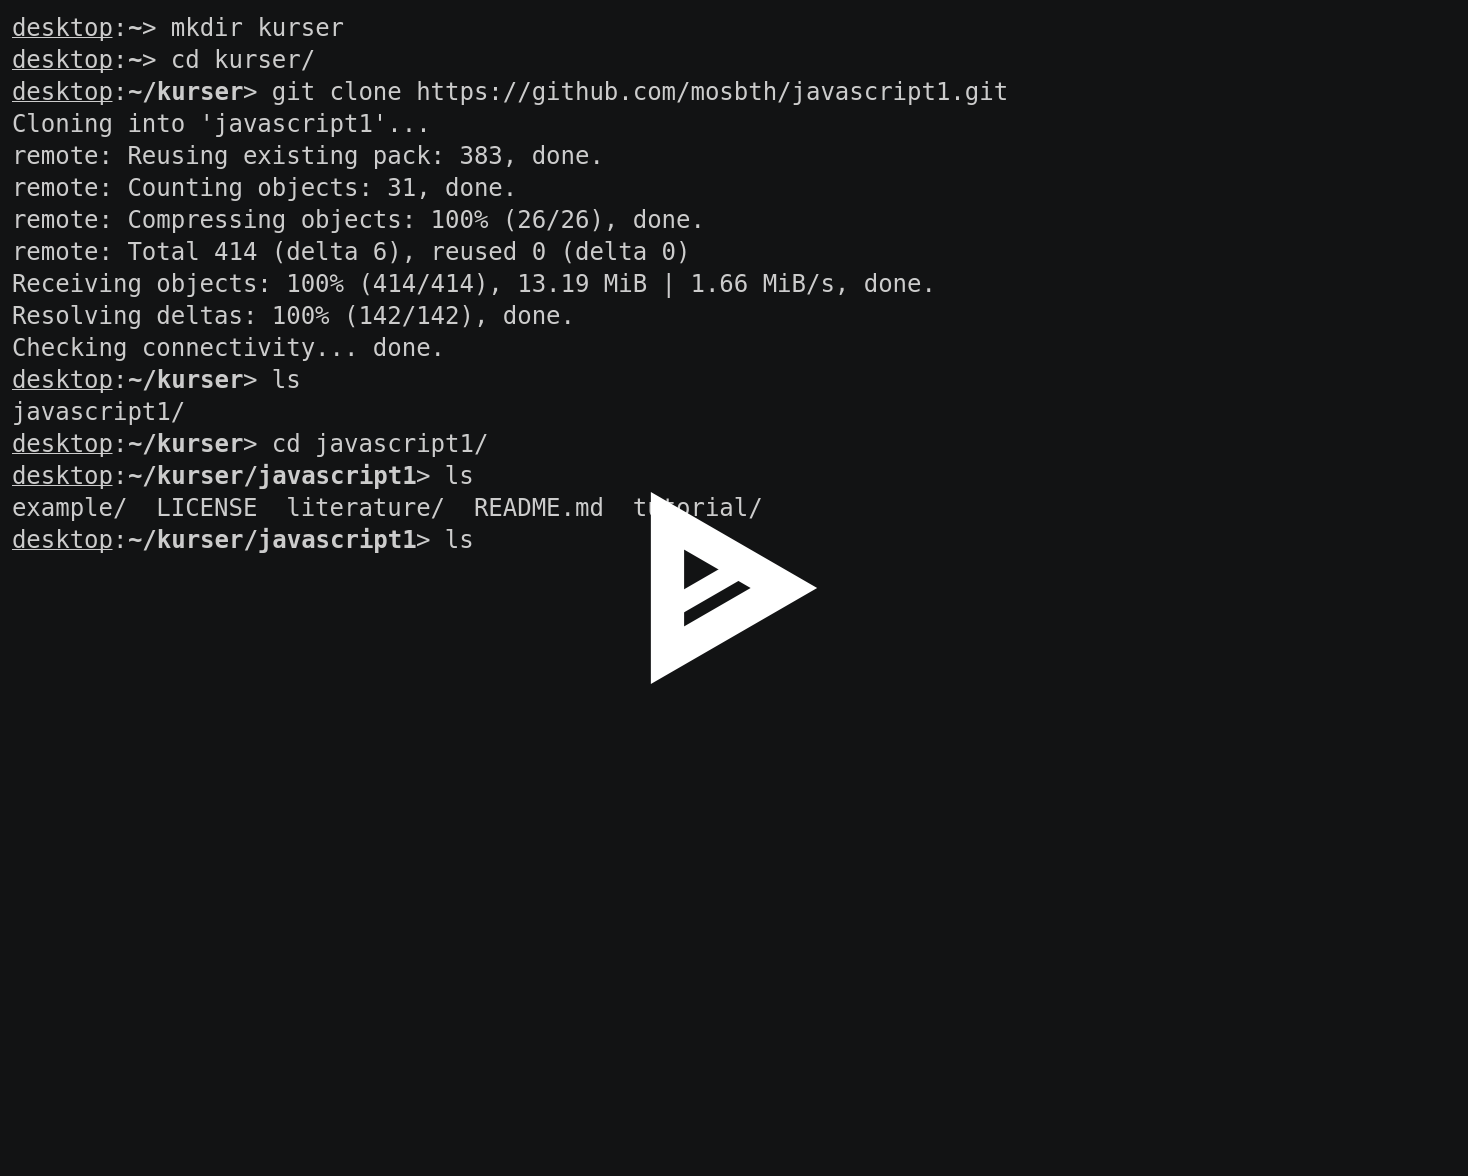 desktop:~> mkdir kurser
desktop:~> cd kurser/
desktop:~/kurser> git clone https://github.com/mosbth/javascript1.git
Cloning into 'javascript1'...
remote: Reusing existing pack: 383, done.
remote: Counting objects: 31, done.
remote: Compressing objects: 100% (26/26), done.
remote: Total 414 (delta 6), reused 0 (delta 0)
Receiving objects: 100% (414/414), 13.19 MiB | 1.66 MiB/s, done.
Resolving deltas: 100% (142/142), done.
Checking connectivity... done.
desktop:~/kurser> ls
javascript1/
desktop:~/kurser> cd javascript1/
desktop:~/kurser/javascript1> ls
example/  LICENSE  literature/  README.md  tutorial/
desktop:~/kurser/javascript1> ls